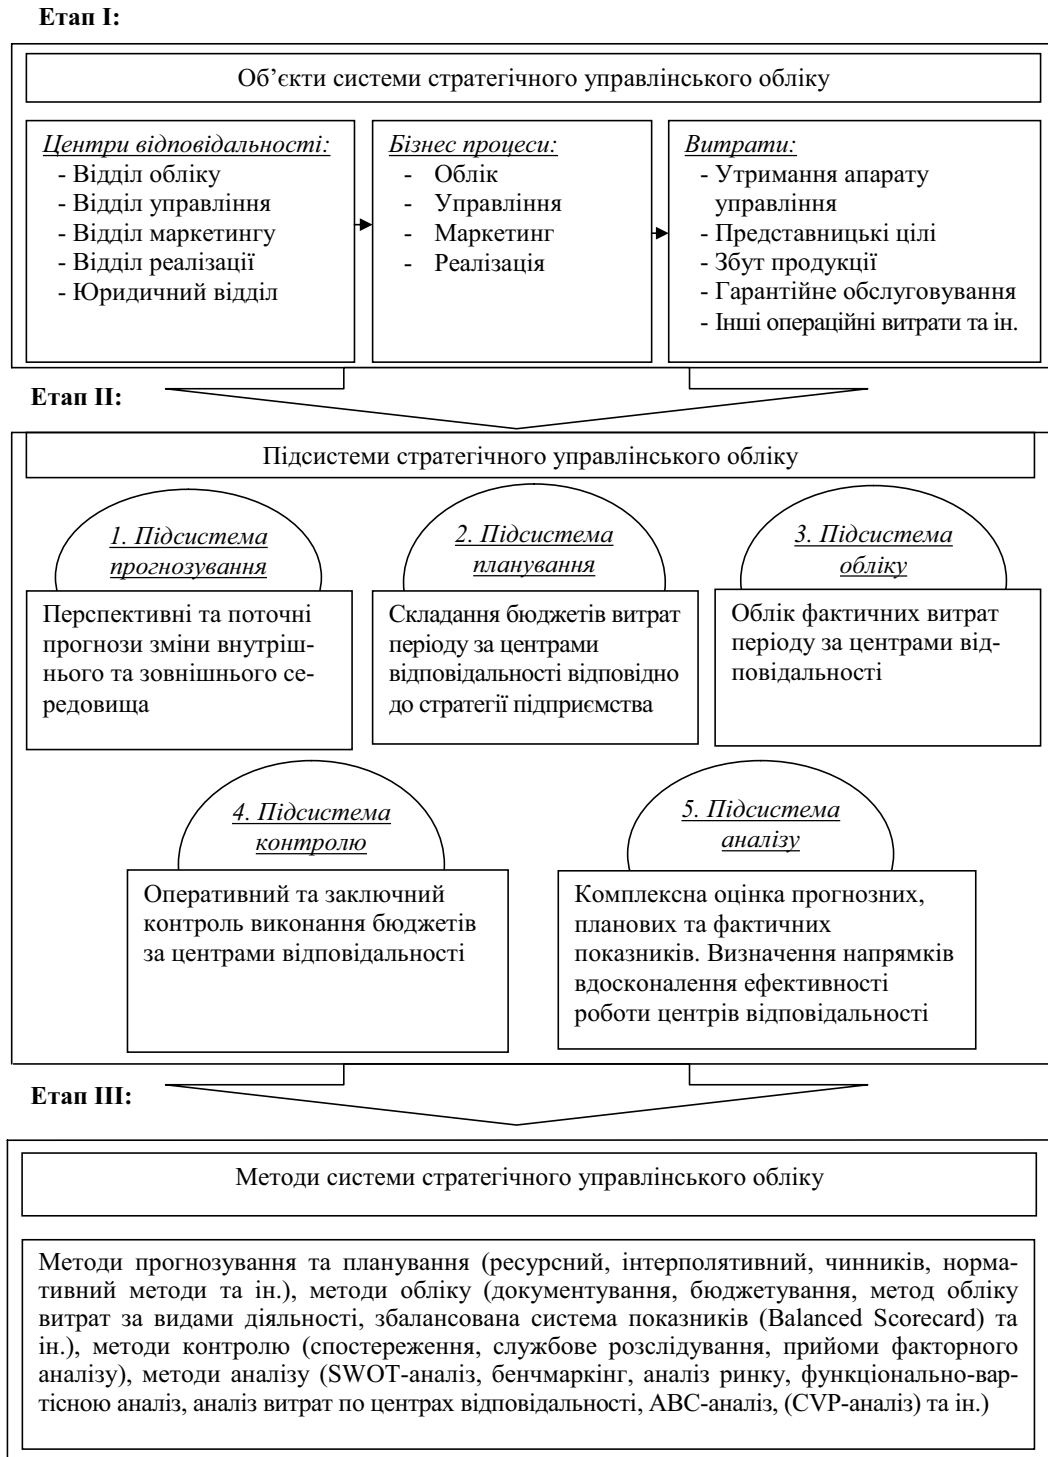 Етап І:
Об’єкти системи стратегічного управлінського обліку
Центри відповідальності:
- Відділ обліку
- Відділ управління
- Відділ маркетингу
- Відділ реалізації
- Юридичний відділ
Бізнес процеси:
- Облік
- Управління
- Маркетинг
- Реалізація
Витрати:
- Утримання апарату
управління
- Представницькі цілі
- Збут продукції
- Гарантійне обслуговування
- Інші операційні витрати та ін.
Етап ІІ:
Підсистеми стратегічного управлінського обліку
1. Підсистема
прогнозування
Перспективні та поточні
прогнози зміни внутріш-
нього та зовнішнього се-
редовища
2. Підсистема
планування
Складання бюджетів витрат
періоду за центрами
відповідальності відповідно
до стратегії підприємства
3. Підсистема
обліку
Облік фактичних витрат
періоду за центрами від-
повідальності
4. Підсистема
контролю
Оперативний та заключний
контроль виконання бюджетів
за центрами відповідальності
5. Підсистема
аналізу
Комплексна оцінка прогнозних,
планових та фактичних
показників. Визначення напрямків
вдосконалення ефективності
роботи центрів відповідальності
Етап ІІІ:
Методи системи стратегічного управлінського обліку
Методи прогнозування та планування (ресурсний, інтерполятивний, чинників, норма-
тивний методи та ін.), методи обліку (документування, бюджетування, метод обліку
витрат за видами діяльності, збалансована система показників (Balanced Scorecard) та
ін.), методи контролю (спостереження, службове розслідування, прийоми факторного
аналізу), методи аналізу (SWOT-аналіз, бенчмаркінг, аналіз ринку, функціонально-вар-
тісною аналіз, аналіз витрат по центрах відповідальності, АВС-аналіз, (CVP-аналіз) та ін.)